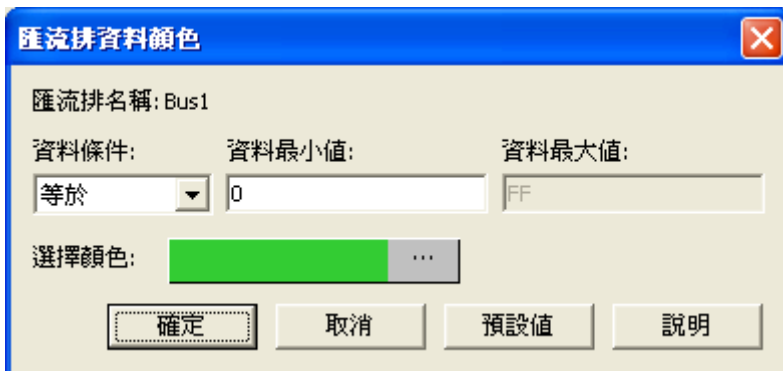 匯流排資料顏色
匯流排名稱: Bus1
資料條件: 資料最小值: 資料最大值:
等於 0 FF
選擇顏色: ...
確定 取消 預設值 說明